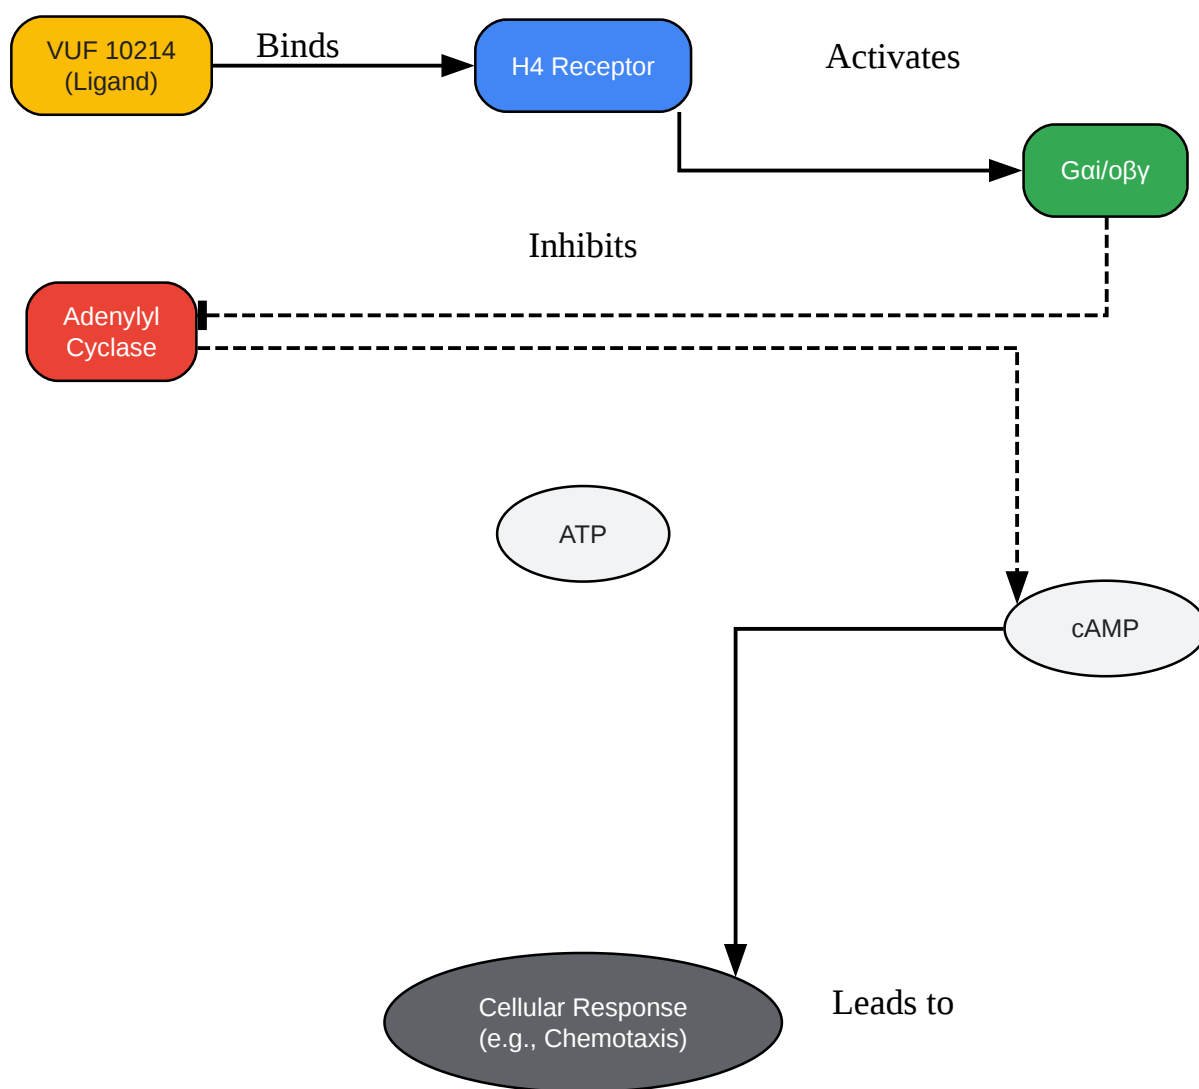 VUF 10214
(Ligand)
Binds
H4 Receptor
Activates
Gαi/oβγ
Inhibits
Adenylyl
Cyclase
ATP
cAMP
Cellular Response
(e.g., Chemotaxis)
Leads to